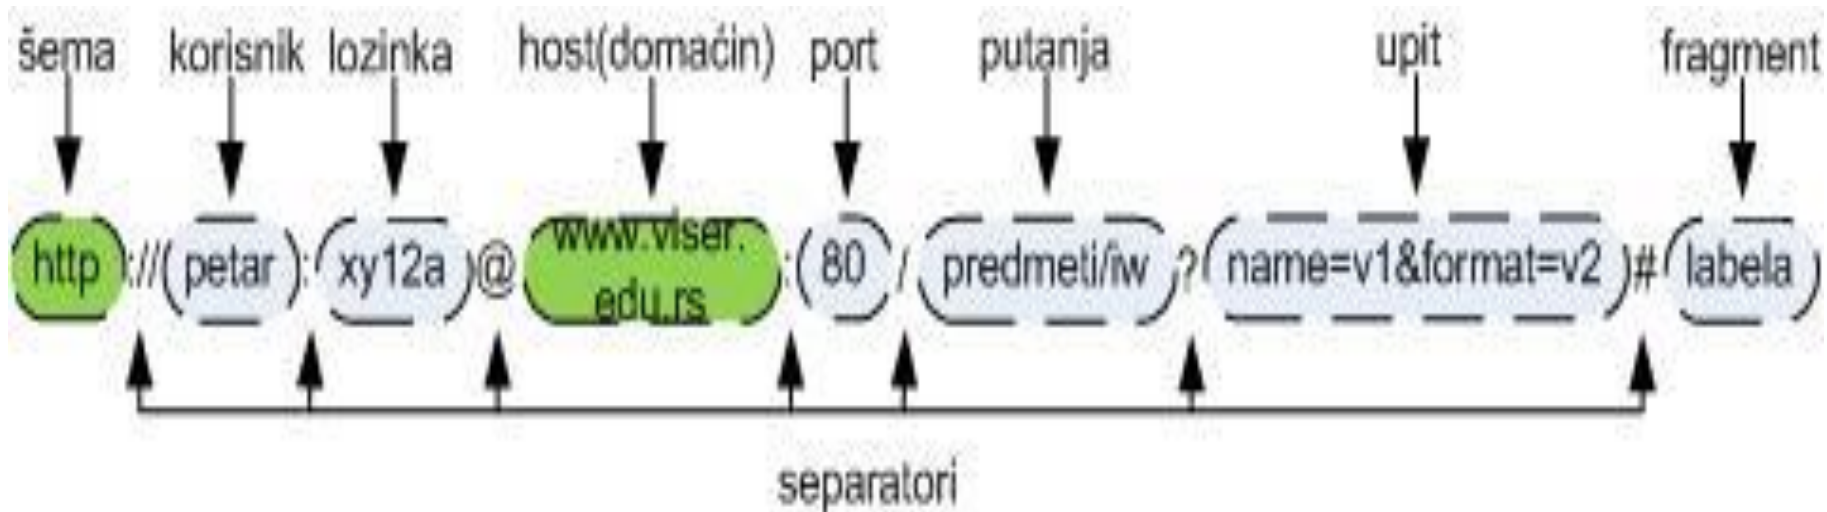 šema korisnik lozinka host(domaćin) port putanja upit fragment
http://petar:xy12a@www.viser.edu.rs:80/predmeti/iw?name=v1&format=v2#labela
separatori